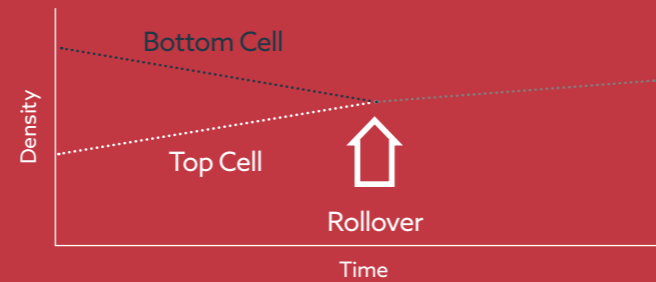 Bottom Cell
Density
Top Cell
Rollover
Time